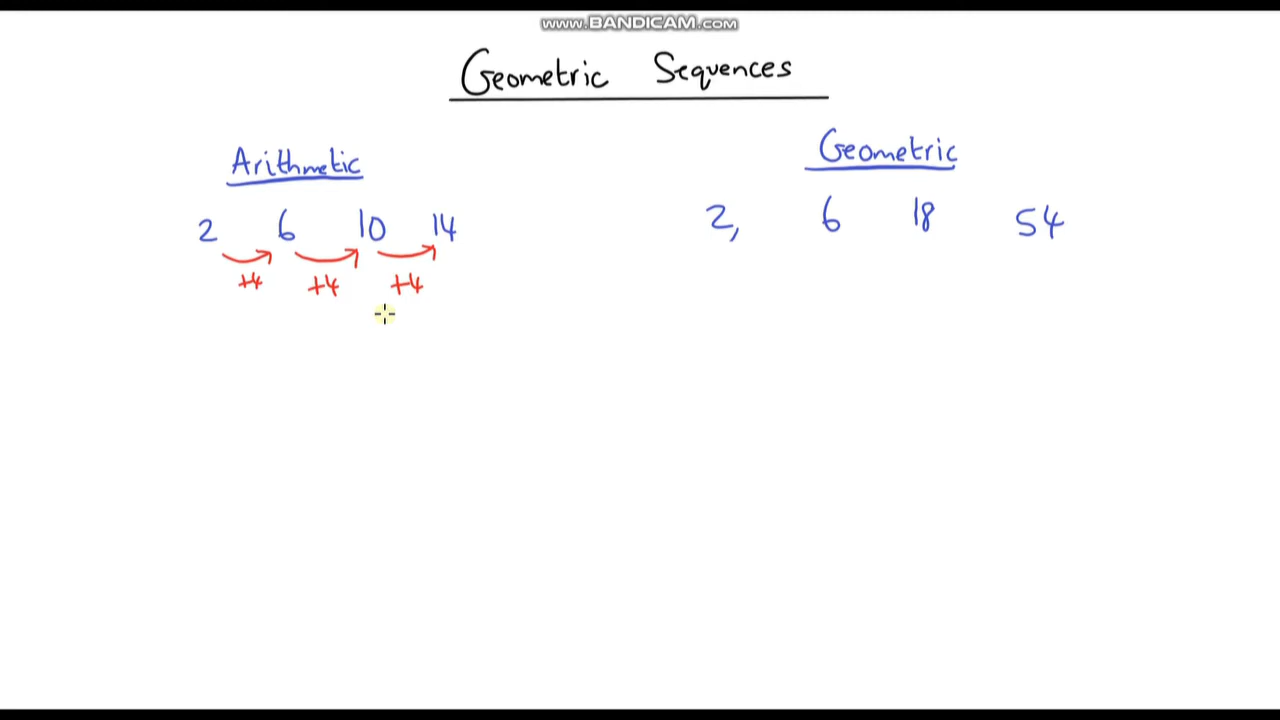 www.BANDICAM.com
Geometric Sequences
Arithmetic
2 6 10 14
+4 +4 +4
Geometric
2, 6 18 54